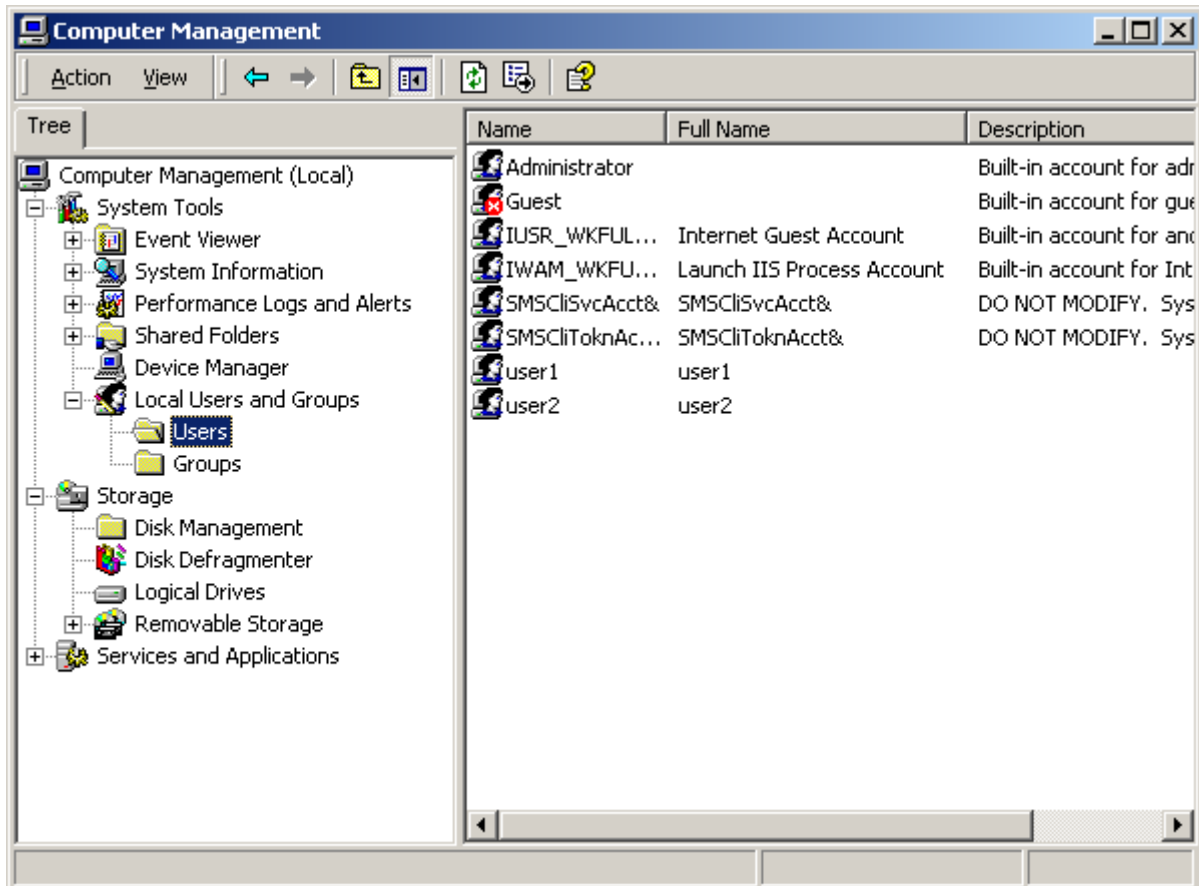 Computer Management
Action View
Tree
Name Full Name Description
Computer Management (Local)
System Tools
Event Viewer
System Information
Performance Logs and Alerts
Shared Folders
Device Manager
Local Users and Groups
Users
Groups
Storage
Disk Management
Disk Defragmenter
Logical Drives
Removable Storage
Services and Applications
Administrator Built-in account for adr
Guest Built-in account for gue
IUSR_WKFUL... Internet Guest Account Built-in account for and
IWAM_WKFU... Launch IIS Process Account Built-in account for Int
SMSCliSvcAcct& SMSCliSvcAcct& DO NOT MODIFY. Sys
SMSCliToknAc... SMSCliToknAcct& DO NOT MODIFY. Sys
user1 user1
user2 user2